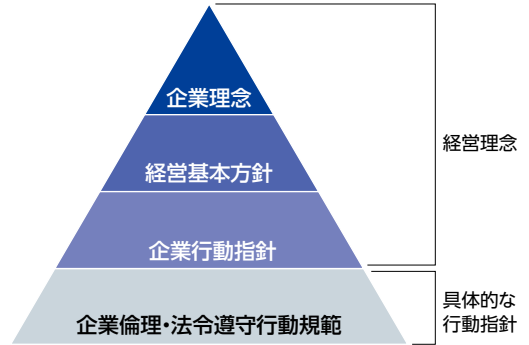 企業理念
経営基本方針
企業行動指針
企業倫理・法令遵守行動規範
経営理念
具体的な
行動指針